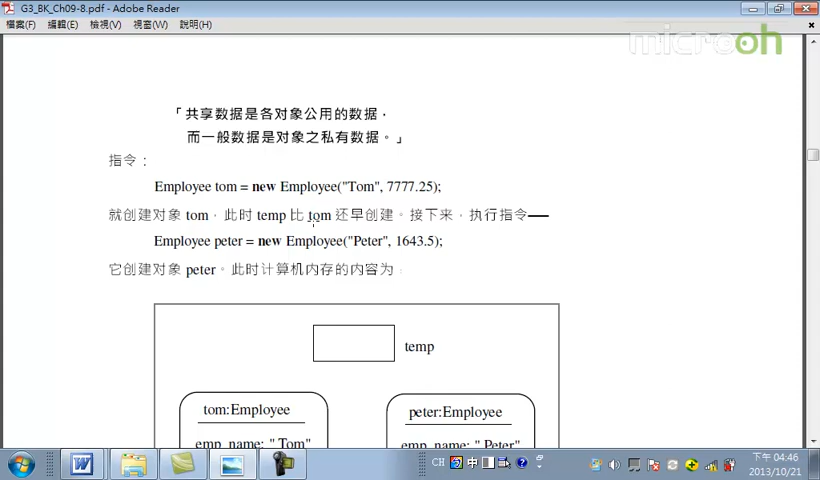 G3_BK_Ch09-8.pdf - Adobe Reader
檔案(F) 編輯(E) 檢視(V) 視窗(W) 說明(H)
microoh
「共享数据是各对象公用的数据，
而一般数据是对象之私有数据。」
指令：
Employee tom = new Employee("Tom", 7777.25);
就创建对象 tom，此时 temp 比 tom 还早创建。接下来，执行指令──
Employee peter = new Employee("Peter", 1643.5);
它创建对象 peter。此时计算机内存的内容为：
temp
tom:Employee
peter:Employee
emp_name: " Tom"
emp_name: " Peter"
CH 中
下午 04:46
2013/10/21